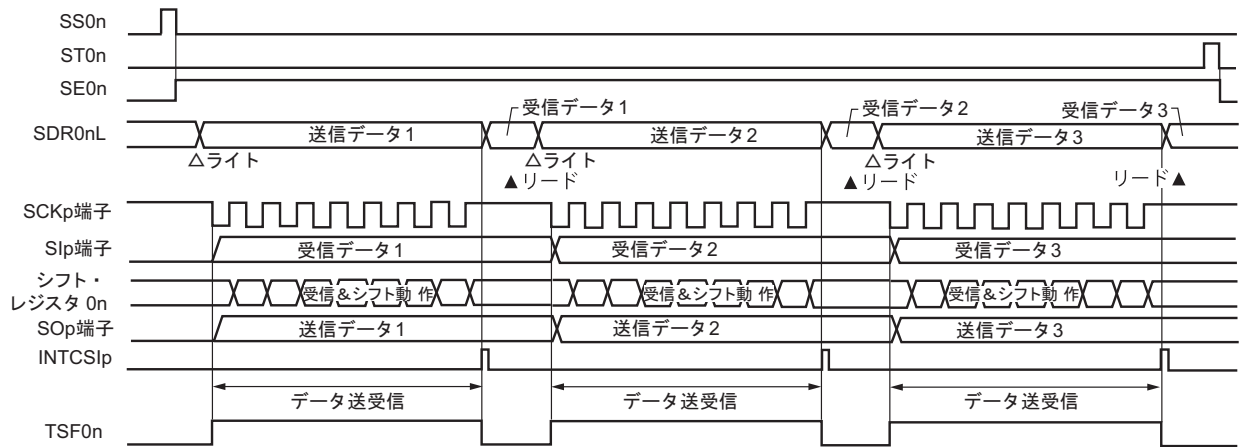 SS0n
ST0n
SE0n
受信データ1 受信データ2 受信データ3
SDR0nL 送信データ1 送信データ2 送信データ3
△ライト △ライト △ライト
▲リード ▲リード リード▲
SCKp端子
SIp端子 受信データ1 受信データ2 受信データ3
シフト・
レジスタ 0n 受信&シフト動 作 受信&シフト動 作 受信&シフト動作
SOp端子 送信データ1 送信データ2 送信データ3
INTCSIp
データ送受信 データ送受信 データ送受信
TSF0n